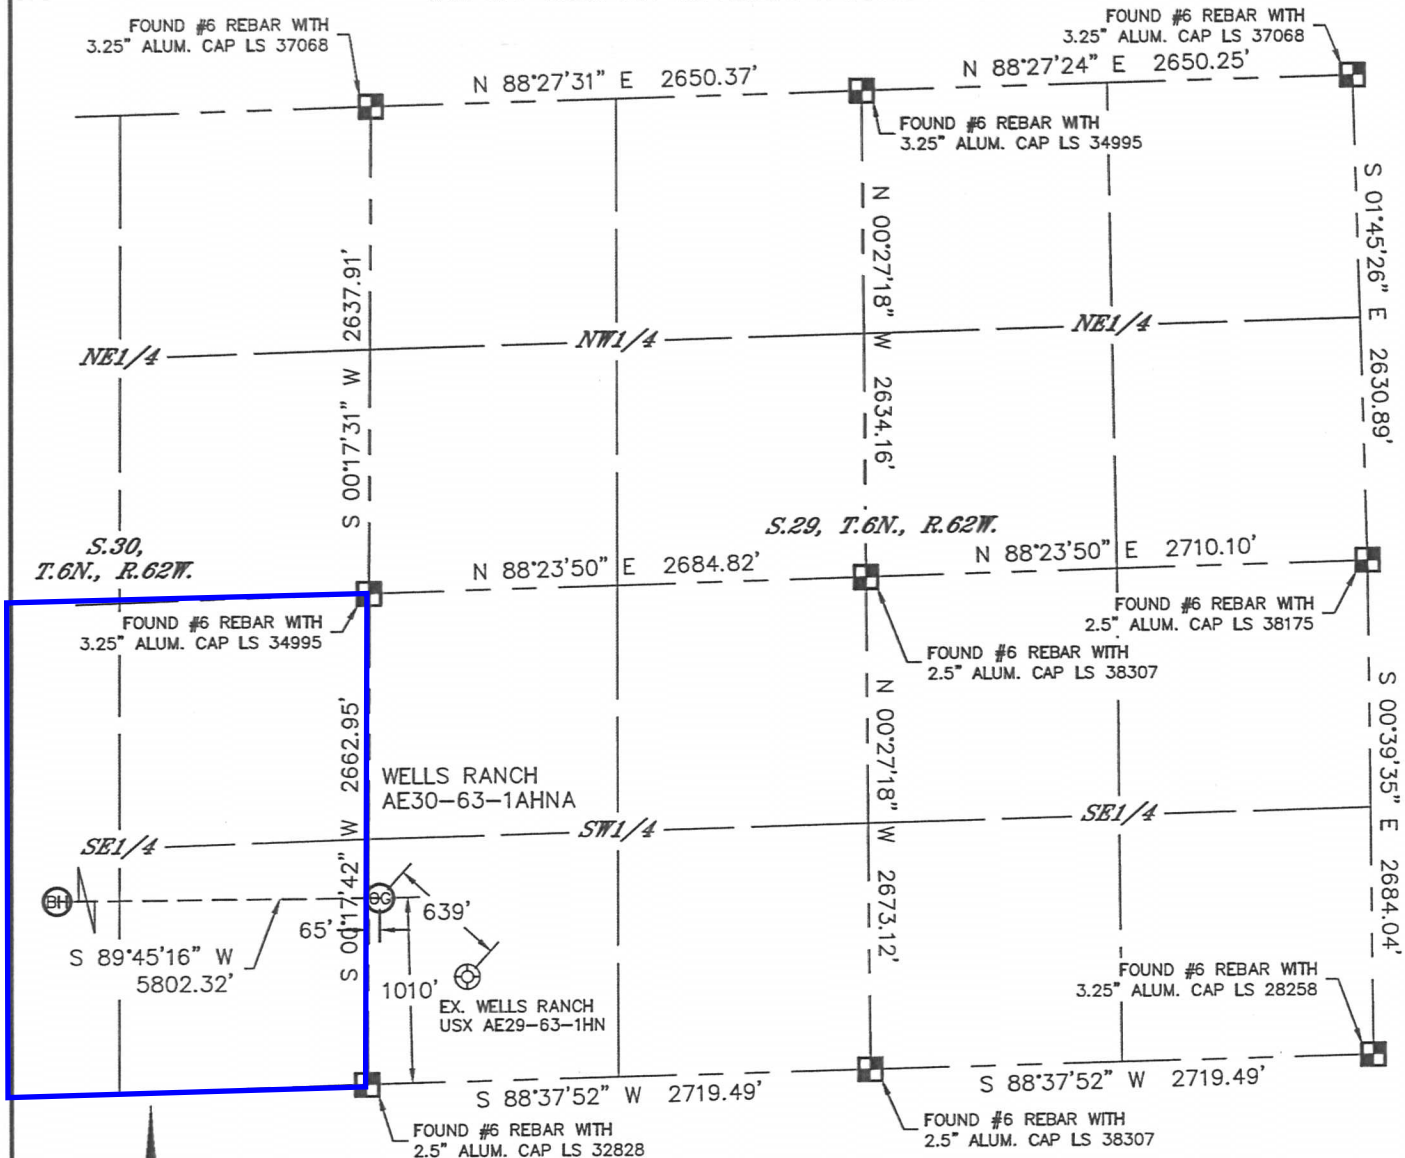 FOUND #6 REBAR WITH
3.25" ALUM. CAP LS 37068
FOUND #6 REBAR WITH
3.25" ALUM. CAP LS 37068
N 88°27'31" E 2650.37'
N 88°27'24" E 2650.25'
FOUND #6 REBAR WITH
3.25" ALUM. CAP LS 34995
S 00°17'31" W 2637.91'
N 00°27'18" W 2634.16'
S 01°45'26" E 2630.89'
NE1/4
NW1/4
NE1/4
S.30,
T.6N., R.62W.
S.29, T.6N., R.62W.
N 88°23'50" E 2684.82'
N 88°23'50" E 2710.10'
FOUND #6 REBAR WITH
3.25" ALUM. CAP LS 34995
FOUND #6 REBAR WITH
2.5" ALUM. CAP LS 38175
FOUND #6 REBAR WITH
2.5" ALUM. CAP LS 38307
S 00°17'42" W 2662.95'
N 00°27'18" W 2673.12'
S 00°39'35" E 2684.04'
WELLS RANCH
AE30-63-1AHNA
SE1/4
SW1/4
SE1/4
BH
OG
639'
65'
S 89°45'16" W
5802.32'
1010'
EX. WELLS RANCH
USX AE29-63-1HN
FOUND #6 REBAR WITH
3.25" ALUM. CAP LS 28258
S 88°37'52" W 2719.49'
S 88°37'52" W 2719.49'
FOUND #6 REBAR WITH
2.5" ALUM. CAP LS 32828
FOUND #6 REBAR WITH
2.5" ALUM. CAP LS 38307